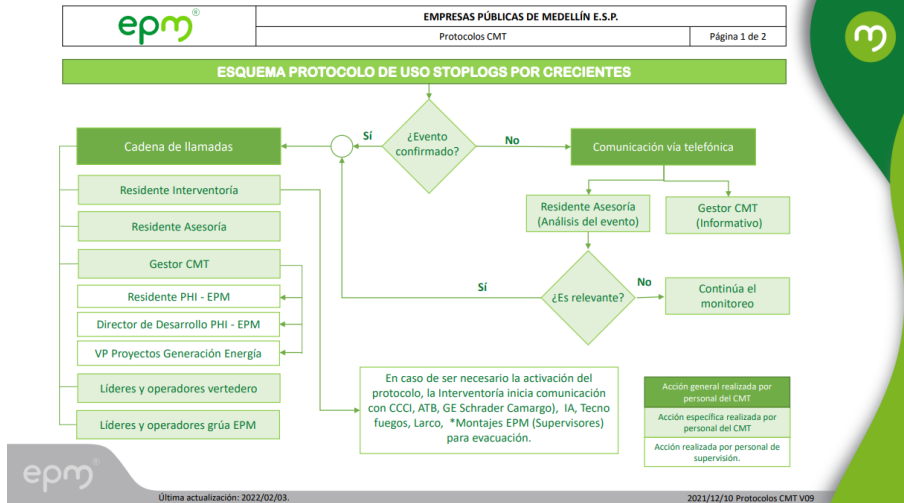 epm®
EMPRESAS PÚBLICAS DE MEDELLÍN E.S.P.
Protocolos CMT
Página 1 de 2
m
ESQUEMA PROTOCOLO DE USO STOPLOGS POR CRECIENTES
Cadena de llamadas
Sí
¿Evento
confirmado?
No
Comunicación vía telefónica
Residente Interventoría
Residente Asesoría
Gestor CMT
Residente PHI - EPM
Director de Desarrollo PHI - EPM
VP Proyectos Generación Energía
Líderes y operadores vertedero
Líderes y operadores grúa EPM
Residente Asesoría
(Análisis del evento)
Gestor CMT
(Informativo)
Sí
¿Es relevante?
No
Continúa el
monitoreo
En caso de ser necesario la activación del
protocolo, la Interventoría inicia comunicación
con CCCI, ATB, GE Schrader Camargo), IA, Tecno
fuegos, Larco, *Montajes EPM (Supervisores)
para evacuación.
Acción general realizada por
personal del CMT
Acción específica realizada por
personal del CMT
Acción realizada por personal de
supervisión.
epm®
Última actualización: 2022/02/03.
2021/12/10 Protocolos CMT V09